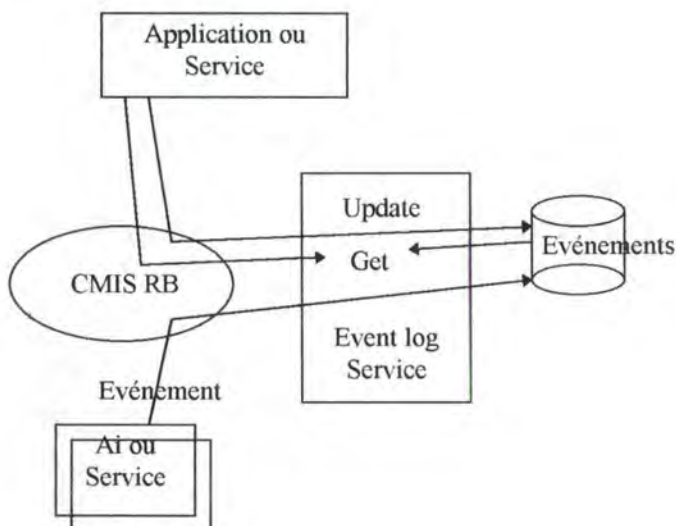 Application ou
Service
Update
Evénements
Get
CMIS RB
Event log
Service
Evénement
Ai ou
Service